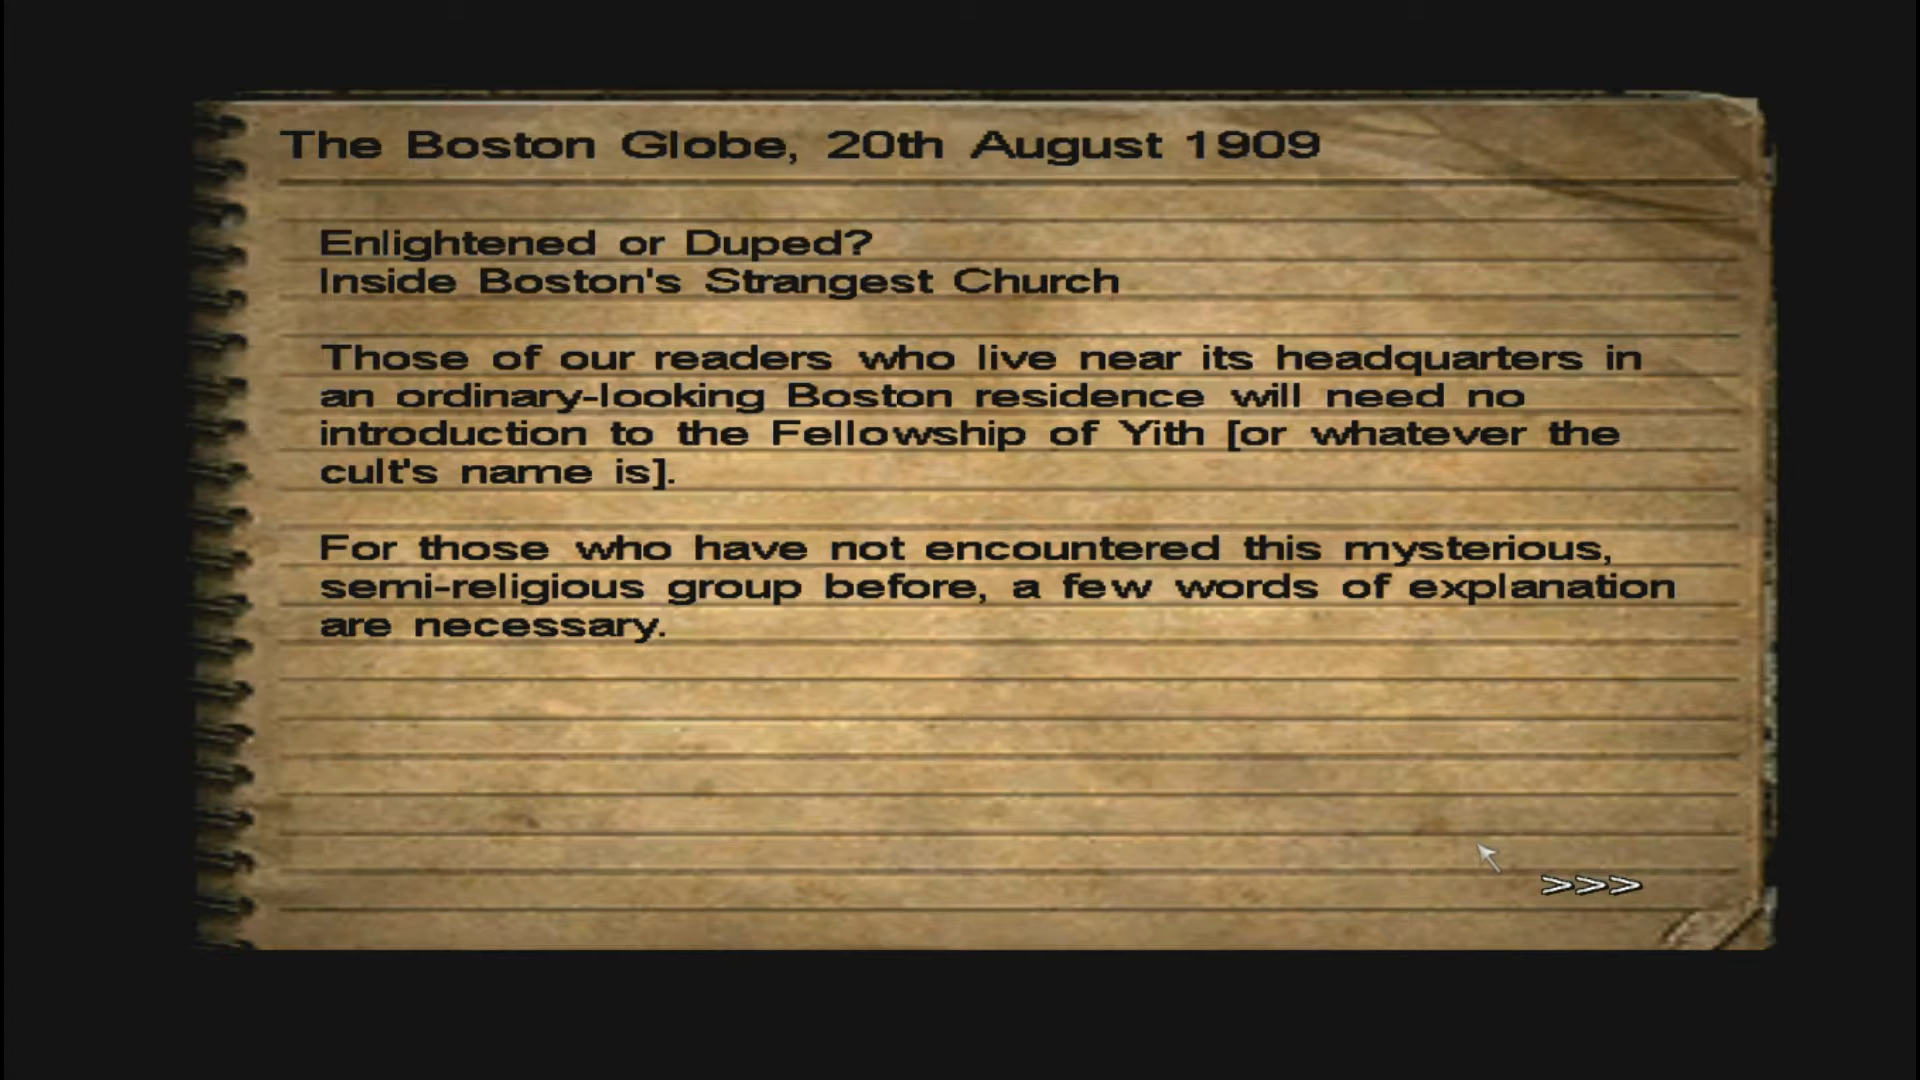 The Boston Globe, 20th August 1909
Enlightened or Duped?
Inside Boston's Strangest Church
Those of our readers who live near its headquarters in
an ordinary-looking Boston residence will need no
introduction to the Fellowship of Yith [or whatever the
cult's name is].
For those who have not encountered this mysterious,
semi-religious group before, a few words of explanation
are necessary.
>>>